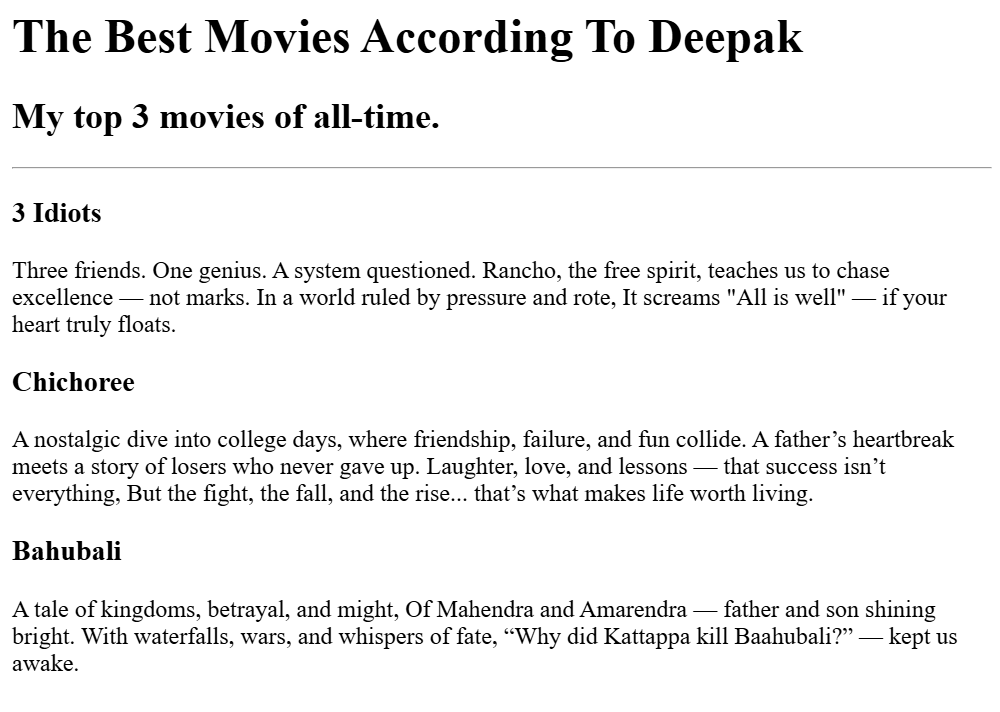 The Best Movies According To Deepak
My top 3 movies of all-time.
3 Idiots
Three friends. One genius. A system questioned. Rancho, the free spirit, teaches us to chase
excellence — not marks. In a world ruled by pressure and rote, It screams "All is well" — if your
heart truly floats.
Chichoree
A nostalgic dive into college days, where friendship, failure, and fun collide. A father’s heartbreak
meets a story of losers who never gave up. Laughter, love, and lessons — that success isn’t
everything, But the fight, the fall, and the rise... that’s what makes life worth living.
Bahubali
A tale of kingdoms, betrayal, and might, Of Mahendra and Amarendra — father and son shining
bright. With waterfalls, wars, and whispers of fate, “Why did Kattappa kill Baahubali?” — kept us
awake.